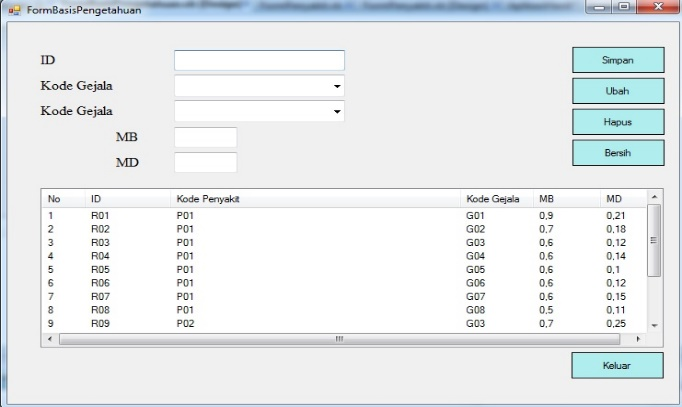 FormBasisPengetahuan
ID
Simpan
Kode Gejala
Ubah
Kode Gejala
Hapus
MB
Bersih
MD
No ID Kode Penyakit Kode Gejala MB MD
1 R01 P01 G01 0,9 0,21
2 R02 P01 G02 0,7 0,18
3 R03 P01 G03 0,6 0,12
4 R04 P01 G04 0,6 0,14
5 R05 P01 G05 0,6 0,1
6 R06 P01 G06 0,6 0,12
7 R07 P01 G07 0,6 0,15
8 R08 P01 G08 0,5 0,11
9 R09 P02 G03 0,7 0,25
Keluar